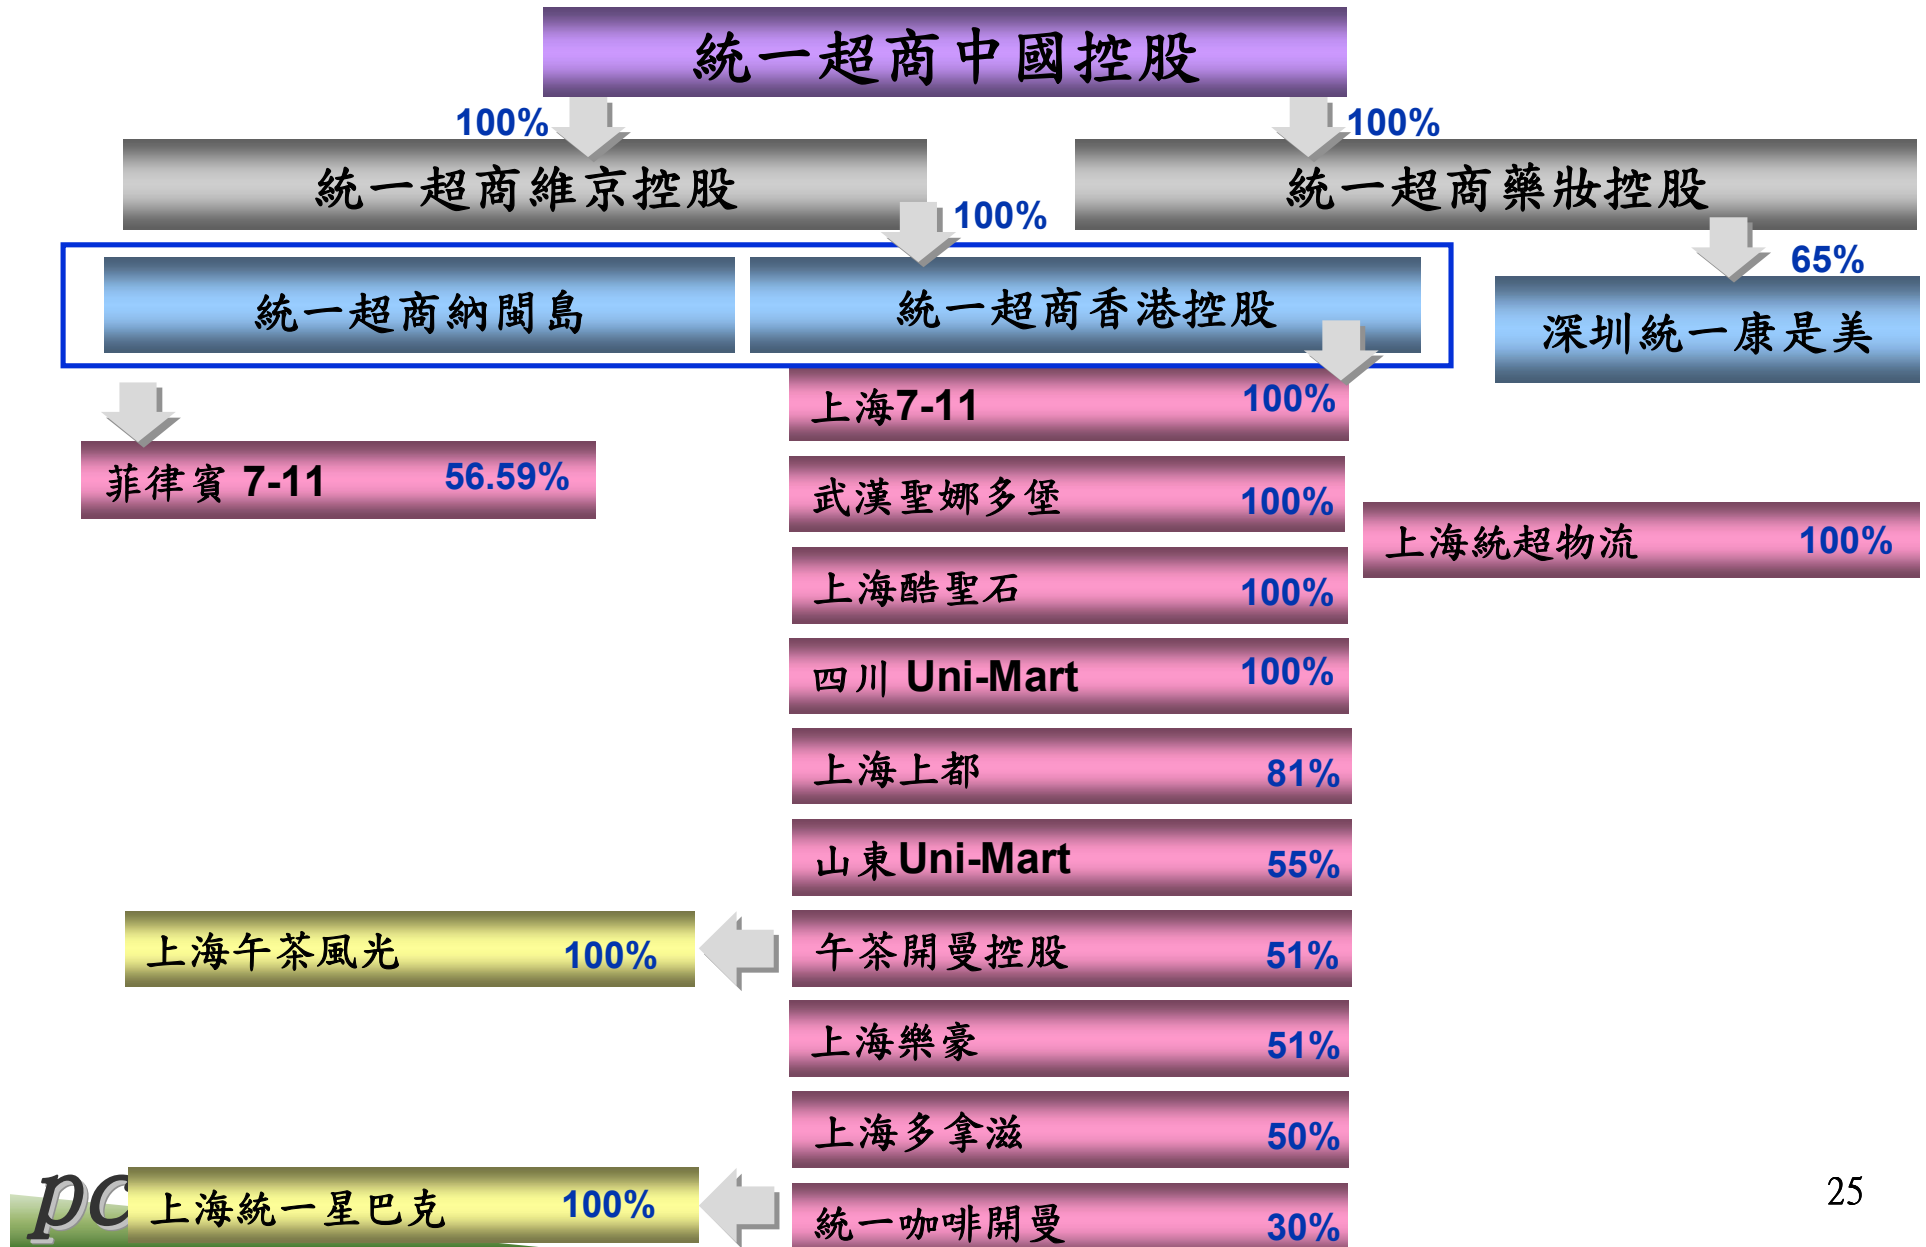 統一超商中國控股
100%
100%
統一超商維京控股
統一超商藥妝控股
100%
65%
統一超商納閩島
統一超商香港控股
深圳統一康是美
上海7-11 100%
菲律賓 7-11 56.59%
武漢聖娜多堡 100%
上海統超物流 100%
上海酷聖石 100%
四川 Uni-Mart 100%
上海上都 81%
山東Uni-Mart 55%
上海午茶風光 100%
午茶開曼控股 51%
上海樂豪 51%
上海多拿滋 50%
上海統一星巴克 100%
統一咖啡開曼 30%
25